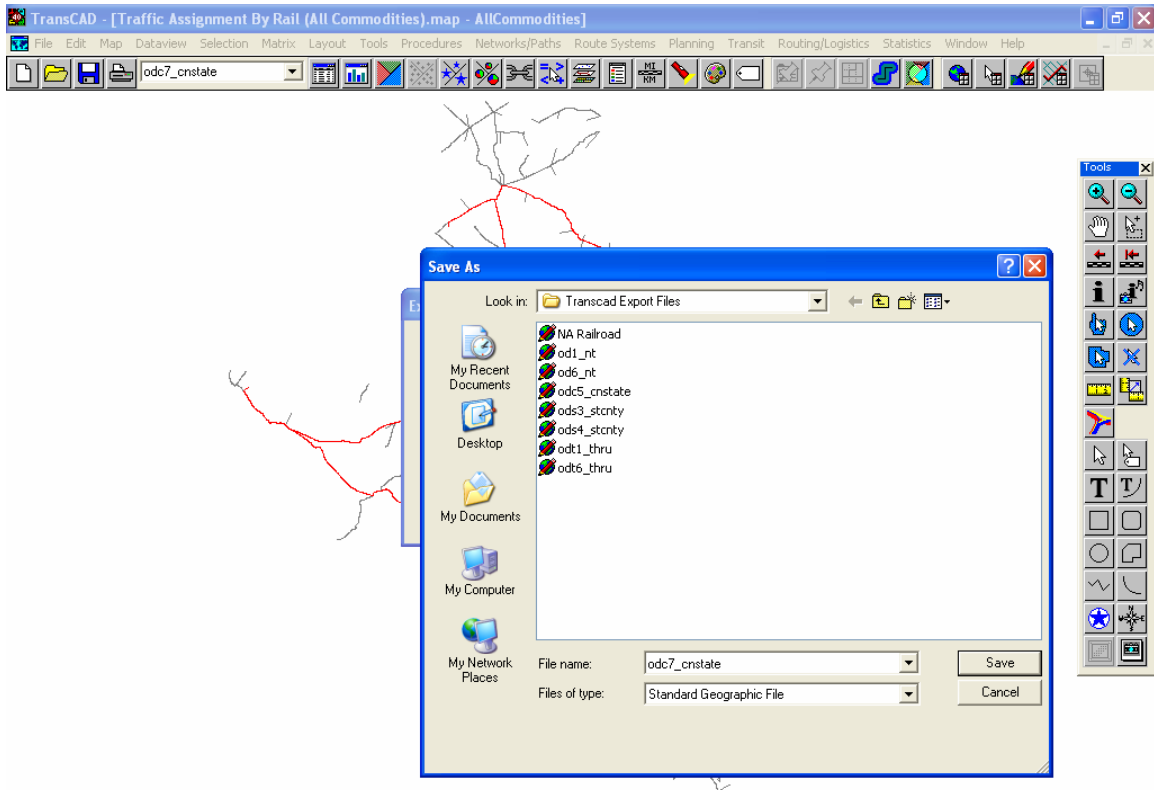 TransCAD - [Traffic Assignment By Rail (All Commodities).map - AllCommodities]
File Edit Map Dataview Selection Matrix Layout Tools Procedures Networks/Paths Route Systems Planning Transit Routing/Logistics Statistics Window Help
odc7_cnstate
MI
KM
Tools
Save As
Look in: Transcad Export Files
Ex
My Recent Documents
Desktop
My Documents
My Computer
My Network Places
NA Railroad
od1_nt
od6_nt
odc5_cnstate
ods3_stcnty
ods4_stcnty
odt1_thru
odt6_thru
File name: odc7_cnstate Save
Files of type: Standard Geographic File Cancel
T T